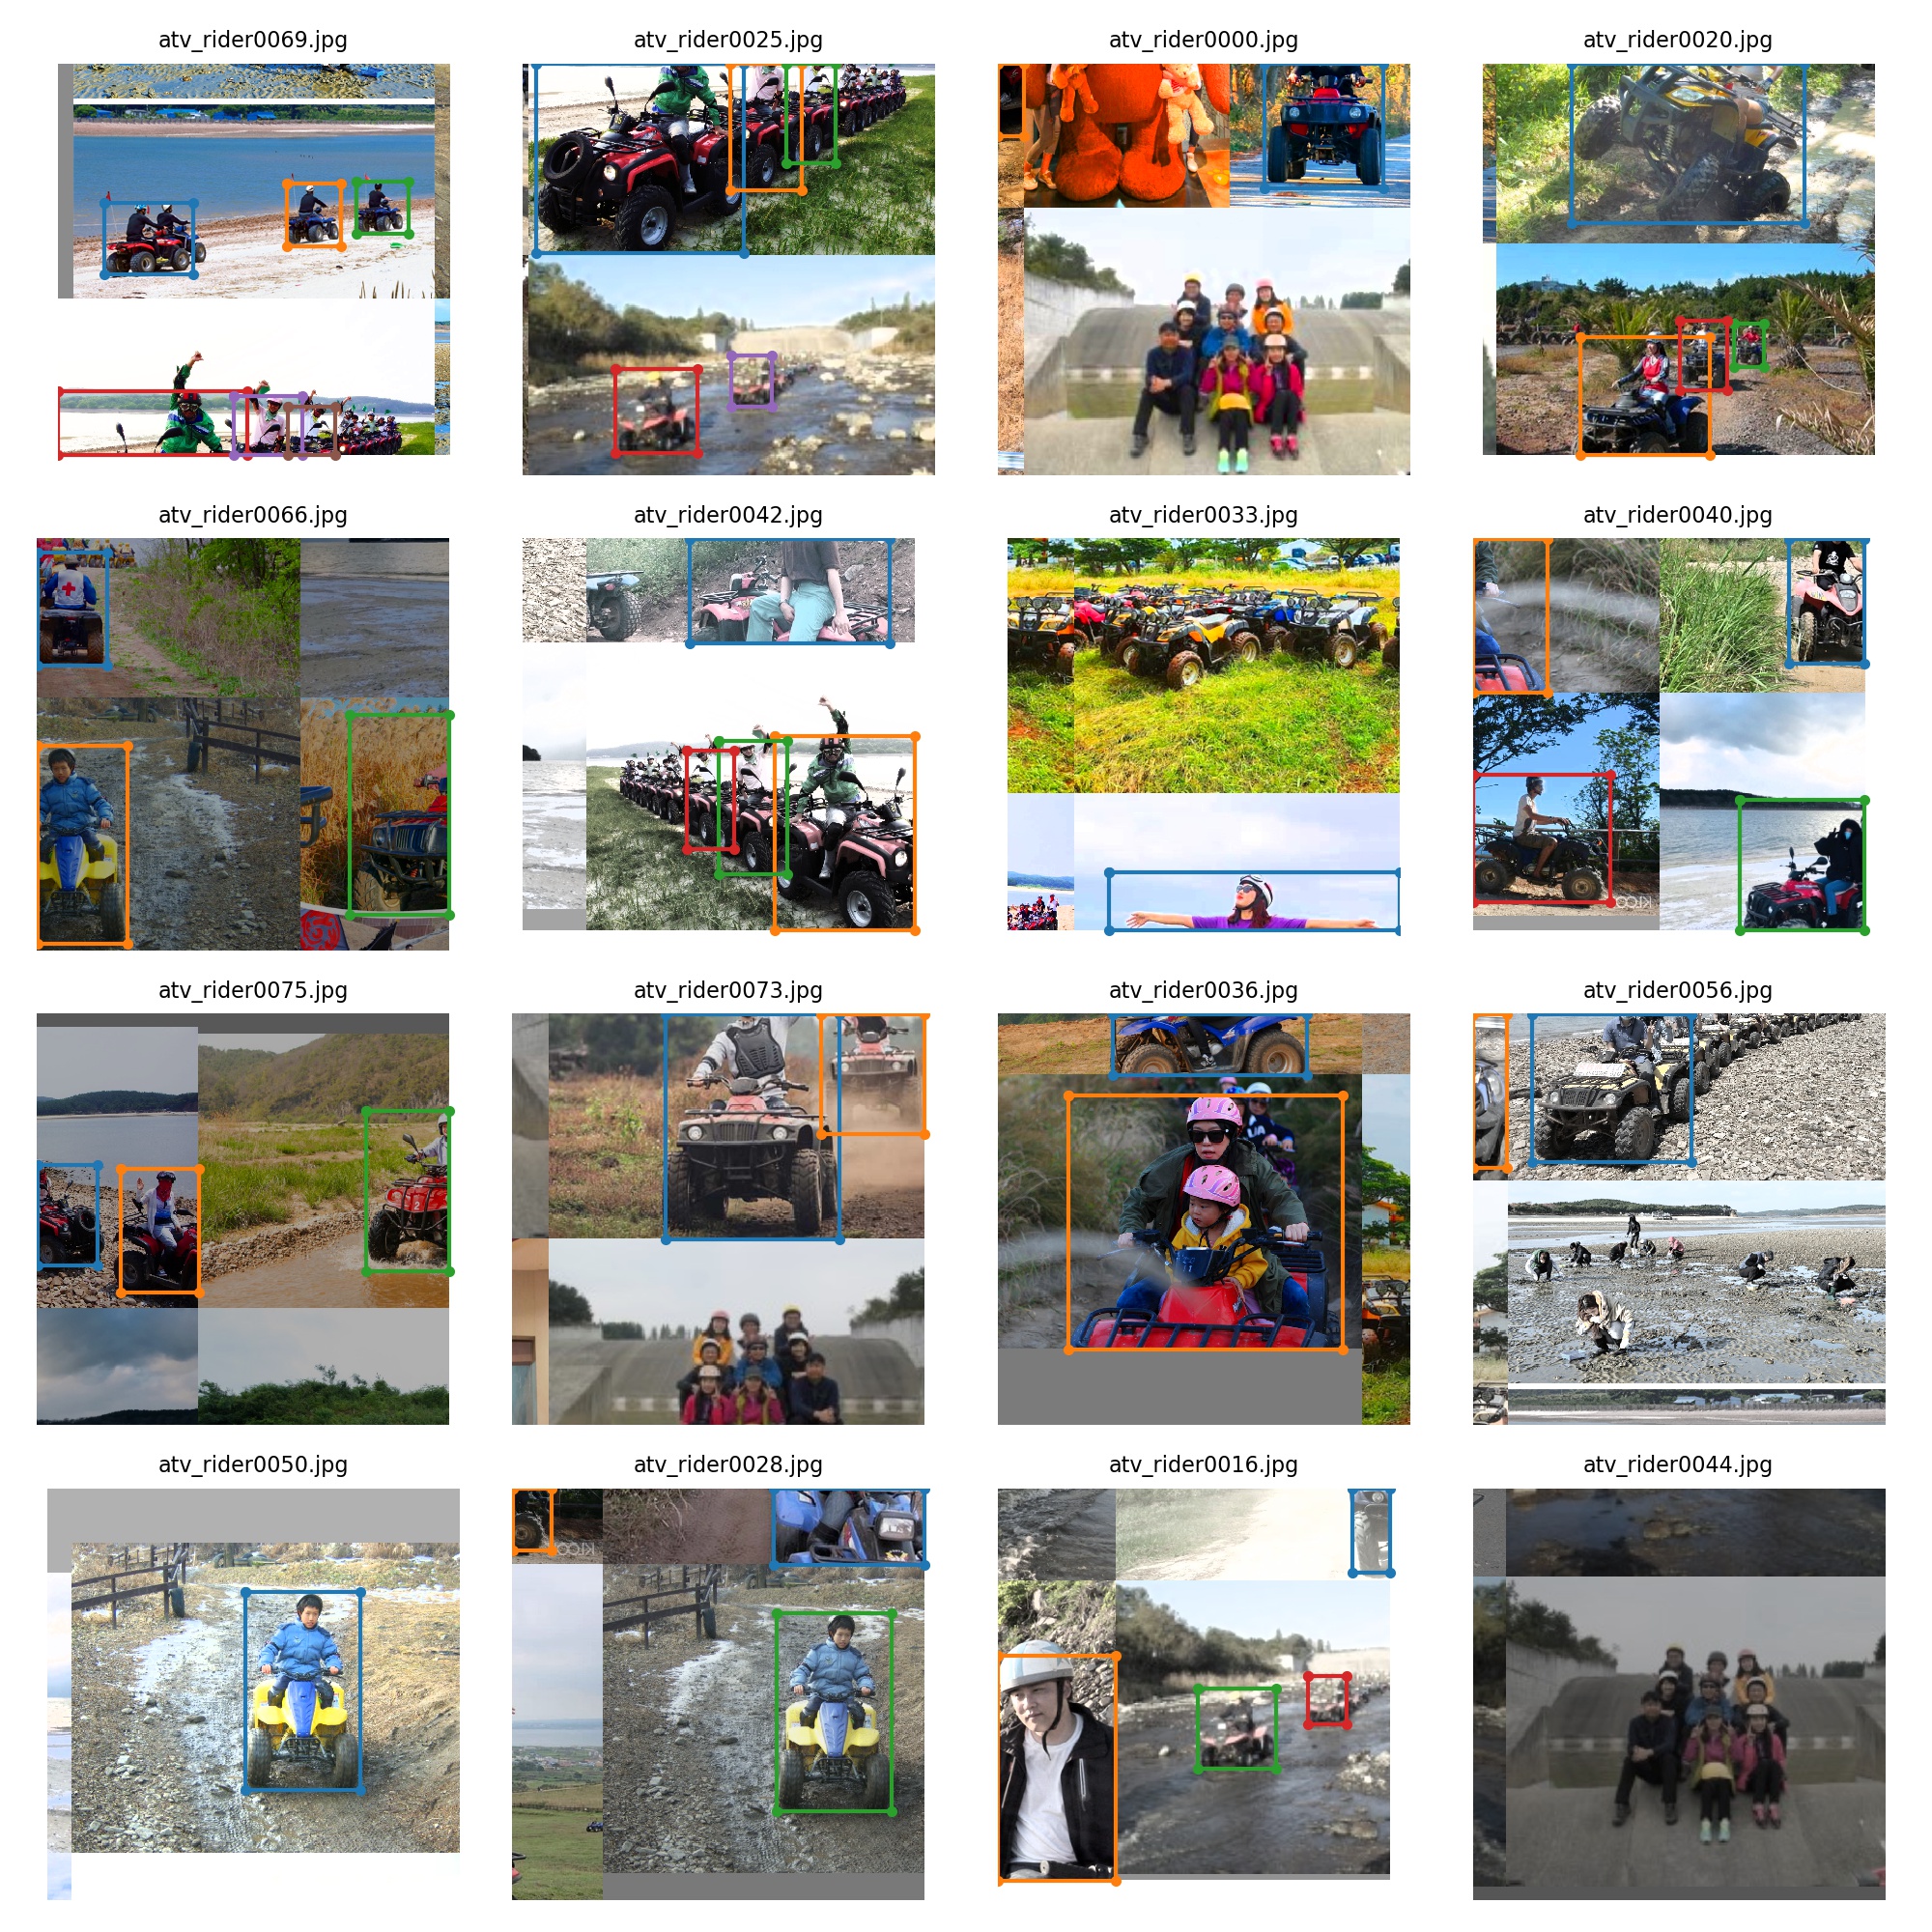 atv_rider0069.jpg
atv_rider0025.jpg
atv_rider0000.jpg
atv_rider0020.jpg
atv_rider0066.jpg
atv_rider0042.jpg
atv_rider0033.jpg
atv_rider0040.jpg
atv_rider0075.jpg
atv_rider0073.jpg
atv_rider0036.jpg
atv_rider0056.jpg
atv_rider0050.jpg
atv_rider0028.jpg
atv_rider0016.jpg
atv_rider0044.jpg